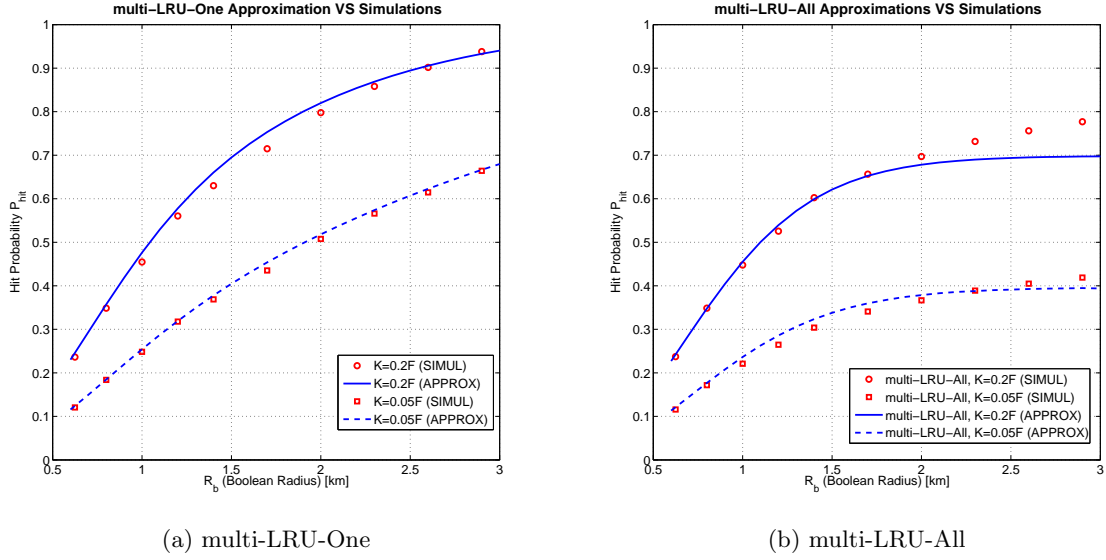 multi−LRU−One Approximation VS Simulations
1
0.9
0.8
0.7
0.6
0.5
0.4
0.3
0.2
0.1
0
Hit Probability P_hit
0.5 1 1.5 2 2.5 3
R_b (Boolean Radius) [km]
K=0.2F (SIMUL)
K=0.2F (APPROX)
K=0.05F (SIMUL)
K=0.05F (APPROX)
(a) multi-LRU-One
multi−LRU−All Approximations VS Simulations
1
0.9
0.8
0.7
0.6
0.5
0.4
0.3
0.2
0.1
0
Hit Probability P_hit
0.5 1 1.5 2 2.5 3
R_b (Boolean Radius) [km]
multi−LRU−All, K=0.2F (SIMUL)
multi−LRU−All, K=0.05F (SIMUL)
multi−LRU−All, K=0.2F (APPROX)
multi−LRU−All, K=0.05F (APPROX)
(b) multi-LRU-All